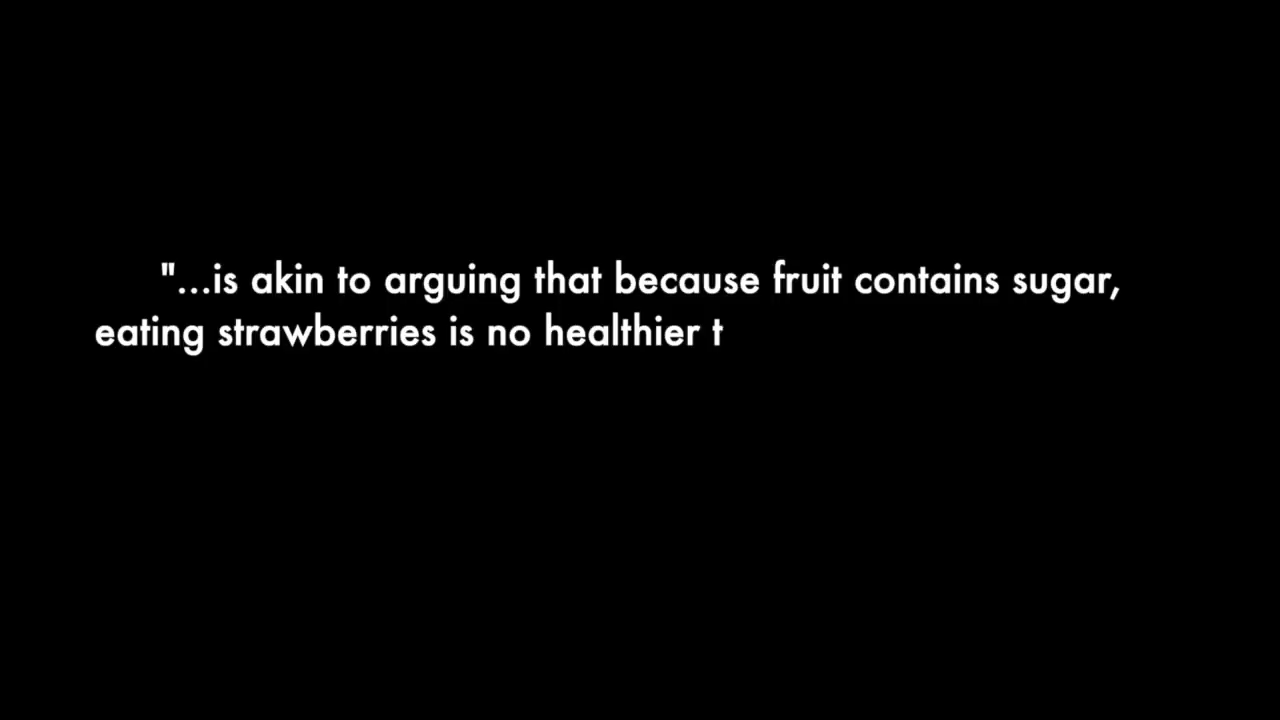 "...is akin to arguing that because fruit contains sugar,
eating strawberries is no healthier t